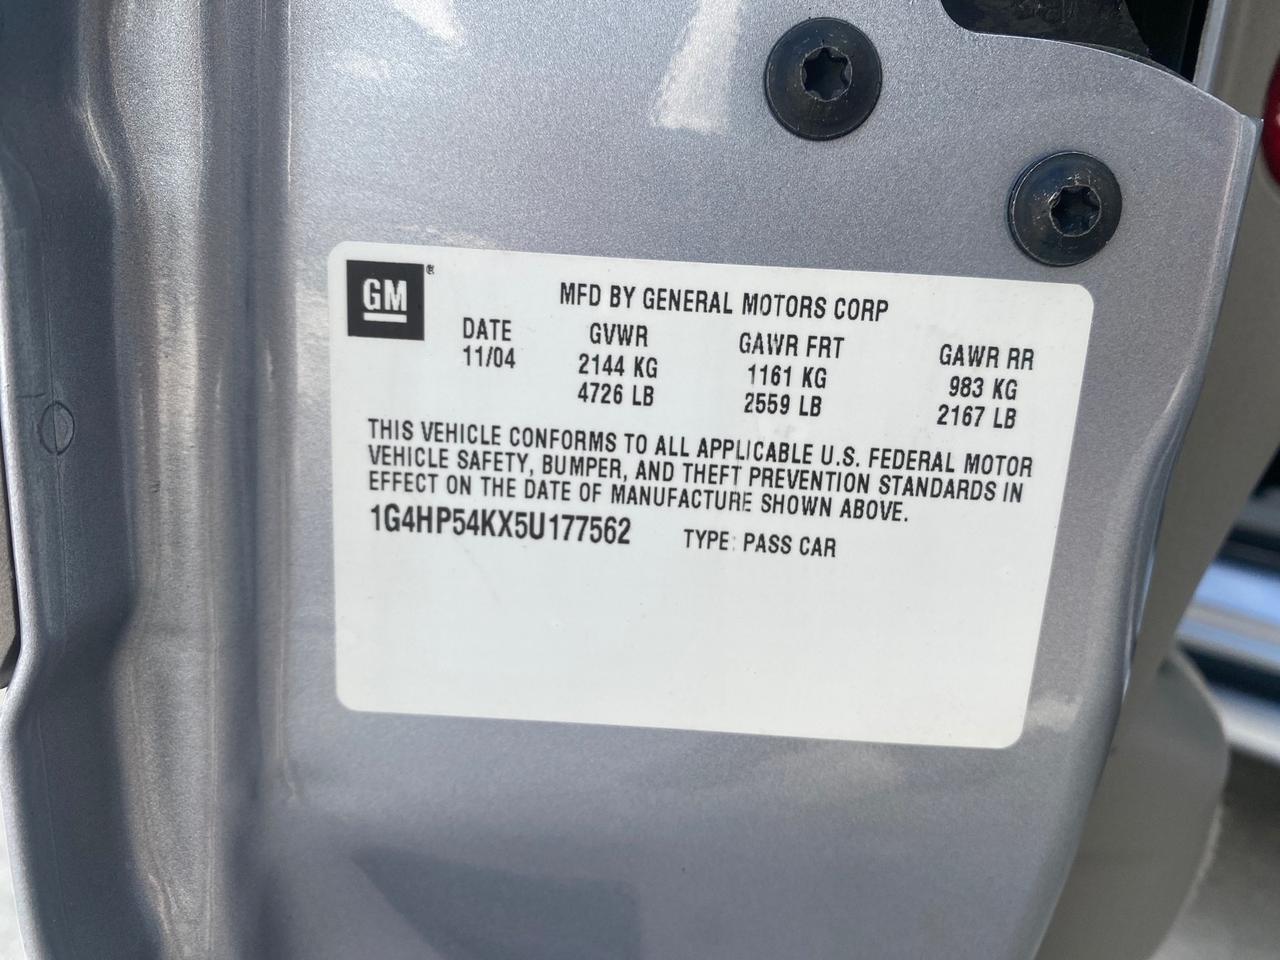 GM®
MFD BY GENERAL MOTORS CORP
DATE GVWR GAWR FRT GAWR RR
11/04 2144 KG 1161 KG 983 KG
4726 LB 2559 LB 2167 LB
THIS VEHICLE CONFORMS TO ALL APPLICABLE U.S. FEDERAL MOTOR
VEHICLE SAFETY, BUMPER, AND THEFT PREVENTION STANDARDS IN
EFFECT ON THE DATE OF MANUFACTURE SHOWN ABOVE.
1G4HP54KX5U177562 TYPE: PASS CAR